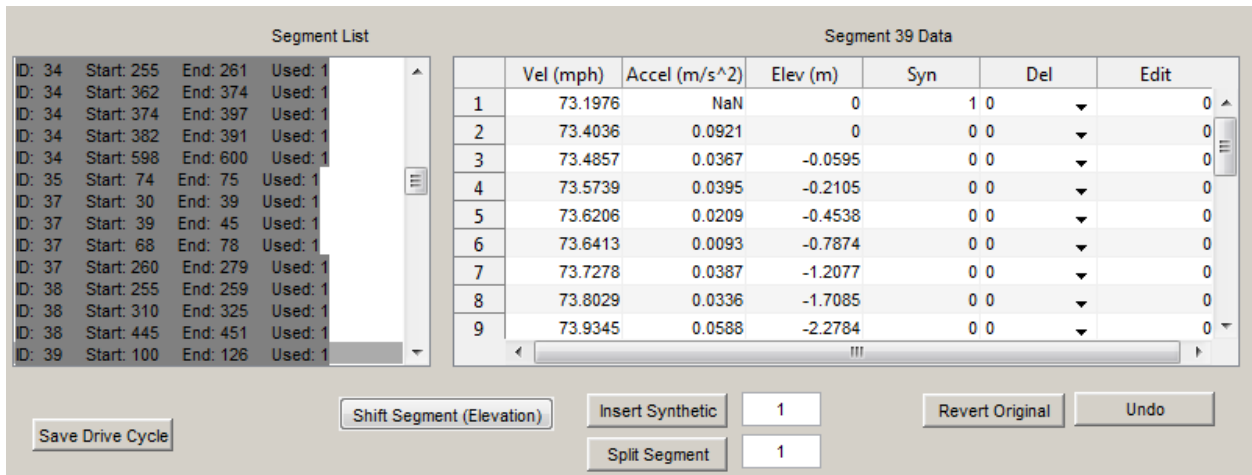 Segment List
ID: 34 Start: 255 End: 261 Used: 1
ID: 34 Start: 362 End: 374 Used: 1
ID: 34 Start: 374 End: 397 Used: 1
ID: 34 Start: 382 End: 391 Used: 1
ID: 34 Start: 598 End: 600 Used: 1
ID: 35 Start: 74 End: 75 Used: 1
ID: 37 Start: 30 End: 39 Used: 1
ID: 37 Start: 39 End: 45 Used: 1
ID: 37 Start: 68 End: 78 Used: 1
ID: 37 Start: 260 End: 279 Used: 1
ID: 38 Start: 255 End: 259 Used: 1
ID: 38 Start: 310 End: 325 Used: 1
ID: 38 Start: 445 End: 451 Used: 1
ID: 39 Start: 100 End: 126 Used: 1
Segment 39 Data
Vel (mph) Accel (m/s^2) Elev (m) Syn Del Edit
1 73.1976 NaN 0 1 0 0
2 73.4036 0.0921 0 0 0 0
3 73.4857 0.0367 -0.0595 0 0 0
4 73.5739 0.0395 -0.2105 0 0 0
5 73.6206 0.0209 -0.4538 0 0 0
6 73.6413 0.0093 -0.7874 0 0 0
7 73.7278 0.0387 -1.2077 0 0 0
8 73.8029 0.0336 -1.7085 0 0 0
9 73.9345 0.0588 -2.2784 0 0 0
Save Drive Cycle
Shift Segment (Elevation)
Insert Synthetic 1
Split Segment 1
Revert Original
Undo